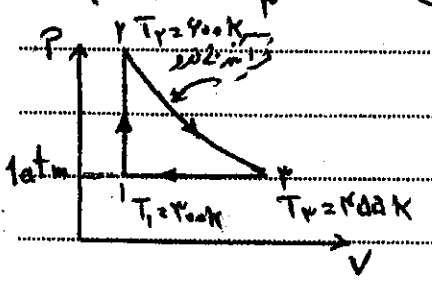 P ۲ T۲ = ۶۰۰K
1atm
۱ T۱ = ۳۰۰K ۳ T۳ = ۴۵۵K
V